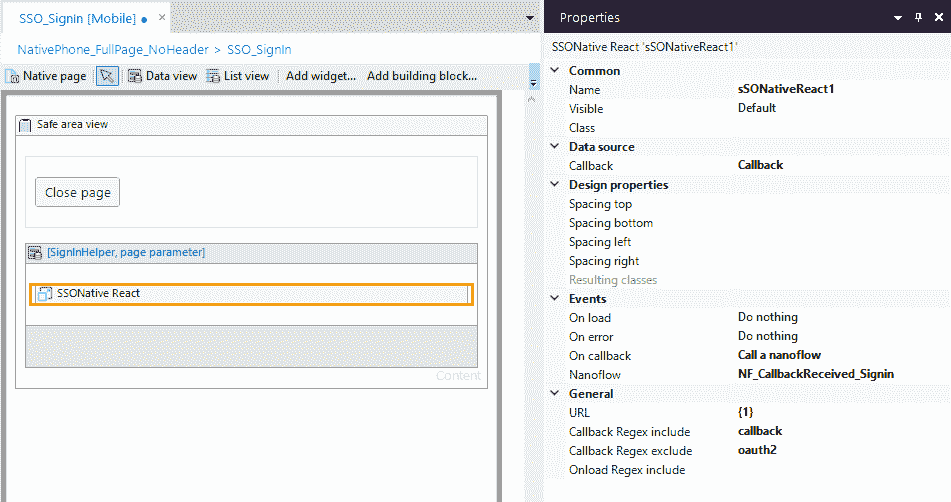 SSO_SignIn [Mobile]
NativePhone_FullPage_NoHeader > SSO_SignIn
Native page Data view List view Add widget... Add building block...
Safe area view
Close page
[SignInHelper, page parameter]
SSONative React
Content
Properties
SSONative React 'sSONativeReact1'
Common
Name sSONativeReact1
Visible Default
Class
Data source
Callback Callback
Design properties
Spacing top
Spacing bottom
Spacing left
Spacing right
Resulting classes
Events
On load Do nothing
On error Do nothing
On callback Call a nanoflow
Nanoflow NF_CallbackReceived_Signin
General
URL {1}
Callback Regex include callback
Callback Regex exclude oauth2
Onload Regex include